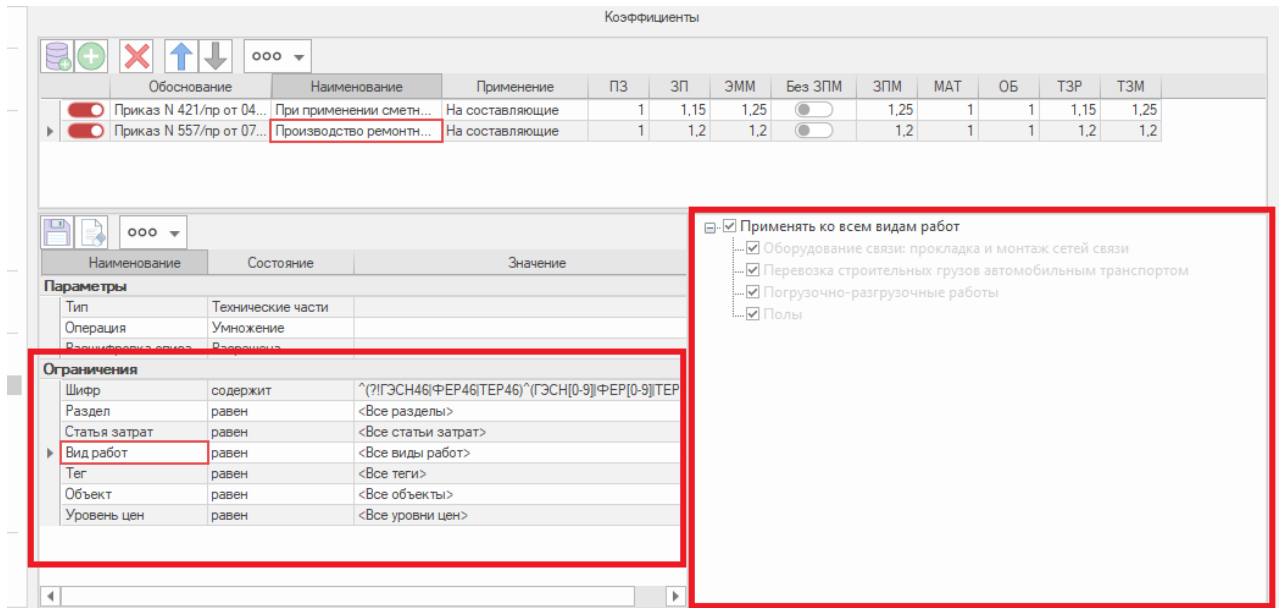 Коэффициенты
ooo
Обоснование Наименование Применение ПЗ ЗП ЭММ Без ЗПМ ЗПМ МАТ ОБ ТЗР ТЗМ
Приказ N 421/пр от 04... При применении сметн... На составляющие 1 1,15 1,25 1,25 1 1 1,15 1,25
Приказ N 557/пр от 07... Производство ремонтн... На составляющие 1 1,2 1,2 1,2 1 1 1,2 1,2
ooo
Наименование Состояние Значение
Параметры
Тип Технические части
Операция Умножение
Ограничения
Шифр содержит ^(?!ГЭСН46|ФЕР46|ТЕР46)^(ГЭСН[0-9]|ФЕР[0-9]|ТЕР
Раздел равен <Все разделы>
Статья затрат равен <Все статьи затрат>
Вид работ равен <Все виды работ>
Тег равен <Все теги>
Объект равен <Все объекты>
Уровень цен равен <Все уровни цен>
Применять ко всем видам работ
Оборудование связи: прокладка и монтаж сетей связи
Перевозка строительных грузов автомобильным транспортом
Погрузочно-разгрузочные работы
Полы